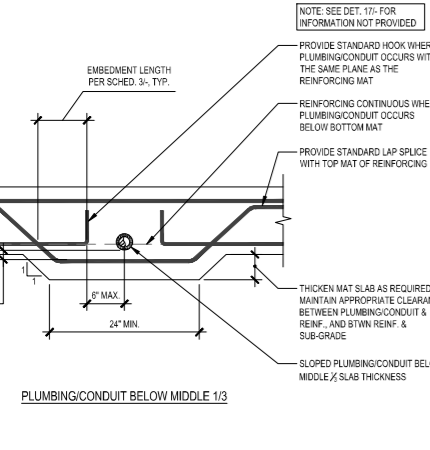 NOTE: SEE DET. 17/- FOR
INFORMATION NOT PROVIDED
PROVIDE STANDARD HOOK WHER
PLUMBING/CONDUIT OCCURS WIT
THE SAME PLANE AS THE
REINFORCING MAT
EMBEDMENT LENGTH
PER SCHED. 3/-, TYP.
REINFORCING CONTINUOUS WHE
PLUMBING/CONDUIT OCCURS
BELOW BOTTOM MAT
PROVIDE STANDARD LAP SPLICE
WITH TOP MAT OF REINFORCING
1
1
6" MAX.
24" MIN.
THICKEN MAT SLAB AS REQUIRED
MAINTAIN APPROPRIATE CLEARAN
BETWEEN PLUMBING/CONDUIT &
REINF., AND BTWN REINF. &
SUB-GRADE
SLOPED PLUMBING/CONDUIT BELO
MIDDLE ⅓ SLAB THICKNESS
PLUMBING/CONDUIT BELOW MIDDLE 1/3